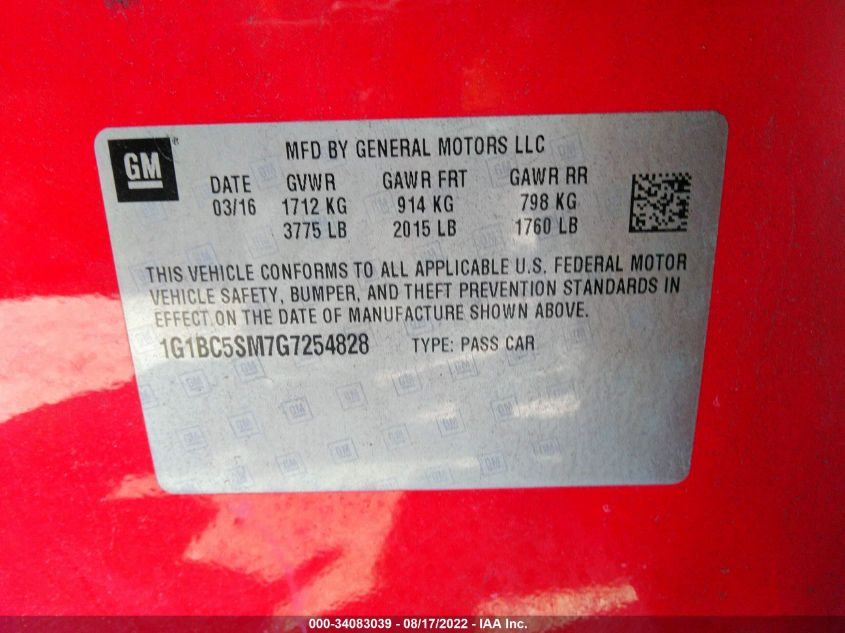 GM
MFD BY GENERAL MOTORS LLC
DATE GVWR GAWR FRT GAWR RR
03/16 1712 KG 914 KG 798 KG
3775 LB 2015 LB 1760 LB
THIS VEHICLE CONFORMS TO ALL APPLICABLE U.S. FEDERAL MOTOR
VEHICLE SAFETY, BUMPER, AND THEFT PREVENTION STANDARDS IN
EFFECT ON THE DATE OF MANUFACTURE SHOWN ABOVE.
1G1BC5SM7G7254828 TYPE: PASS CAR
000-34083039 - 08/17/2022 - IAA Inc.